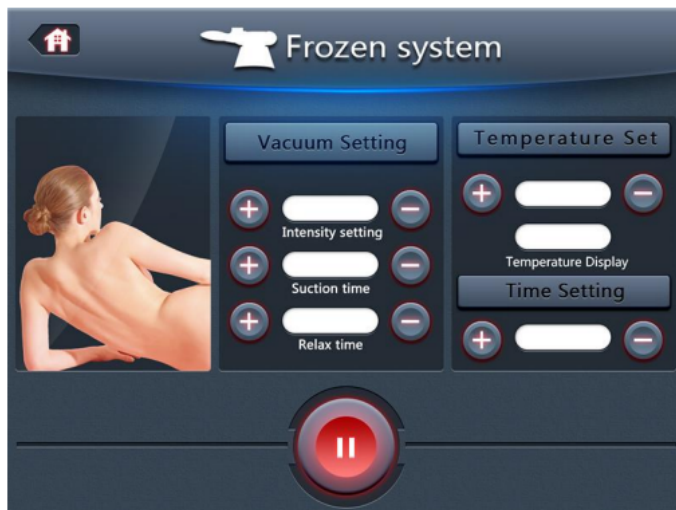 Frozen system
Vacuum Setting
Intensity setting
Suction time
Relax time
Temperature Set
Temperature Display
Time Setting